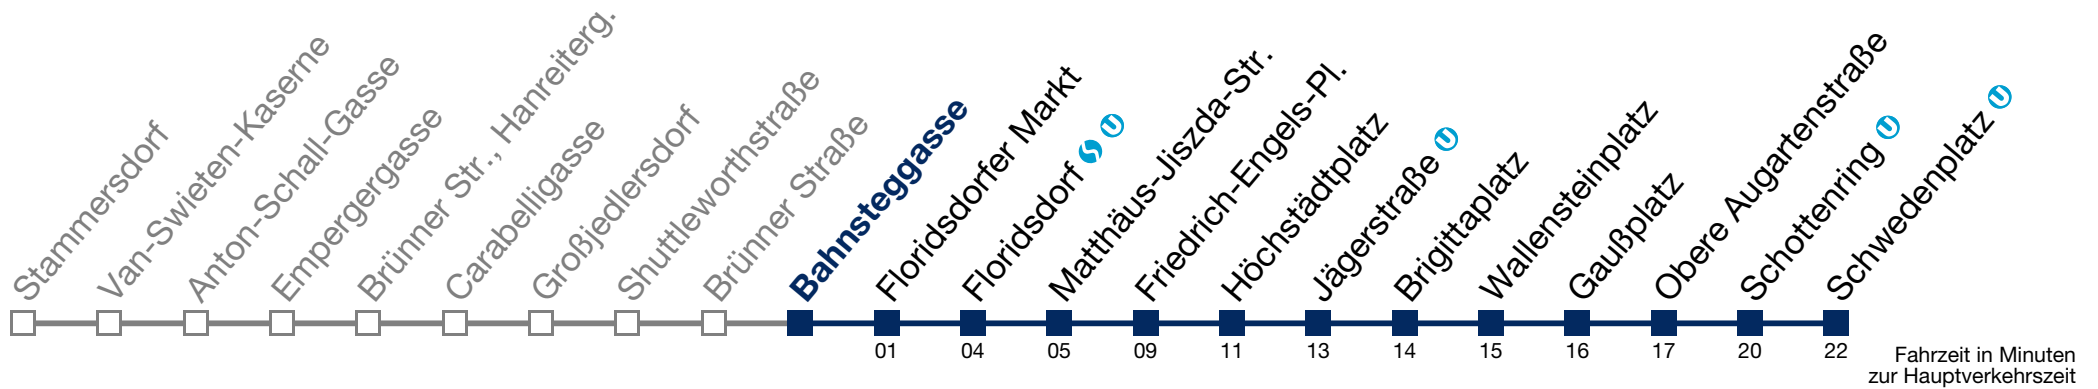 Stammersdorf
Van-Swieten-Kaserne
Anton-Schall-Gasse
Empergergasse
Brünner Str., Hanreiterg.
Carabelligasse
Großjedlersdorf
Shuttleworthstraße
Brünner Straße
Bahnsteggasse
Floridsdorfer Markt
Floridsdorf S U
Matthäus-Jiszda-Str.
Friedrich-Engels-Pl.
Höchstädtplatz
Jägerstraße U
Brigittaplatz
Wallensteinplatz
Gaußplatz
Obere Augartenstraße
Schottenring U
Schwedenplatz U
01 04 05 09 11 13 14 15 16 17 20 22
Fahrzeit in Minuten
zur Hauptverkehrszeit